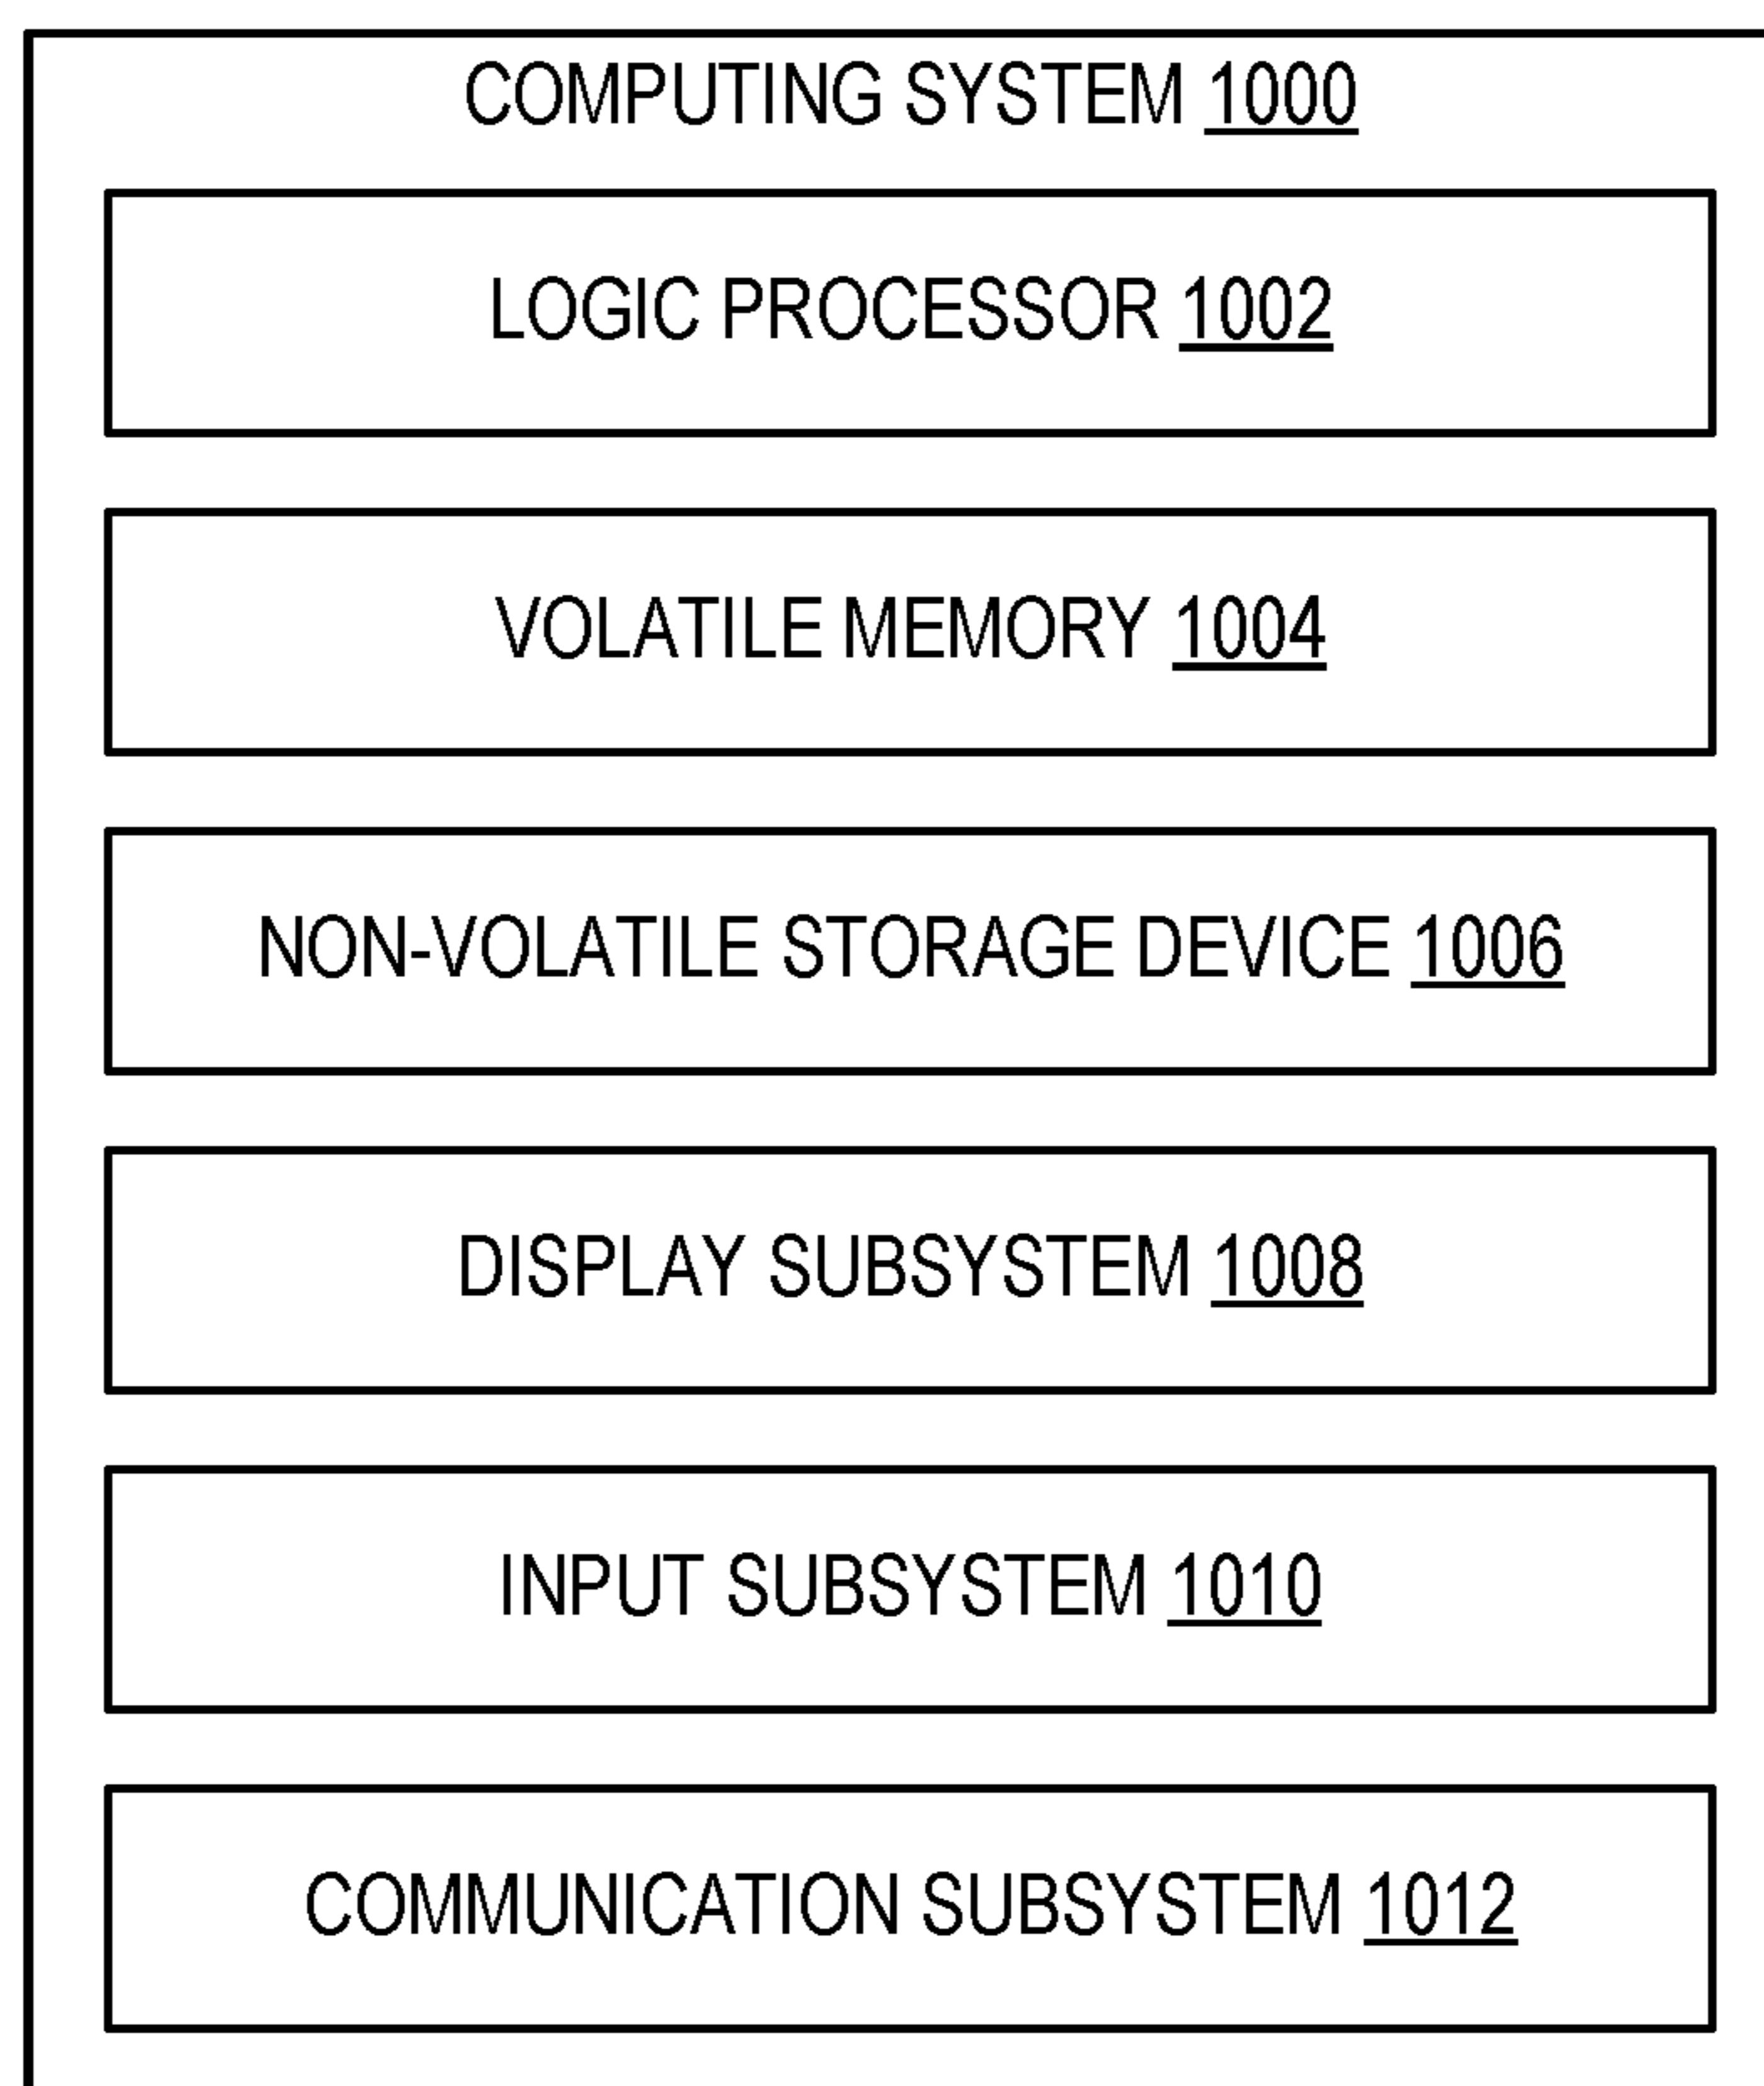 COMPUTING SYSTEM 1000
LOGIC PROCESSOR 1002
VOLATILE MEMORY 1004
NON-VOLATILE STORAGE DEVICE 1006
DISPLAY SUBSYSTEM 1008
INPUT SUBSYSTEM 1010
COMMUNICATION SUBSYSTEM 1012